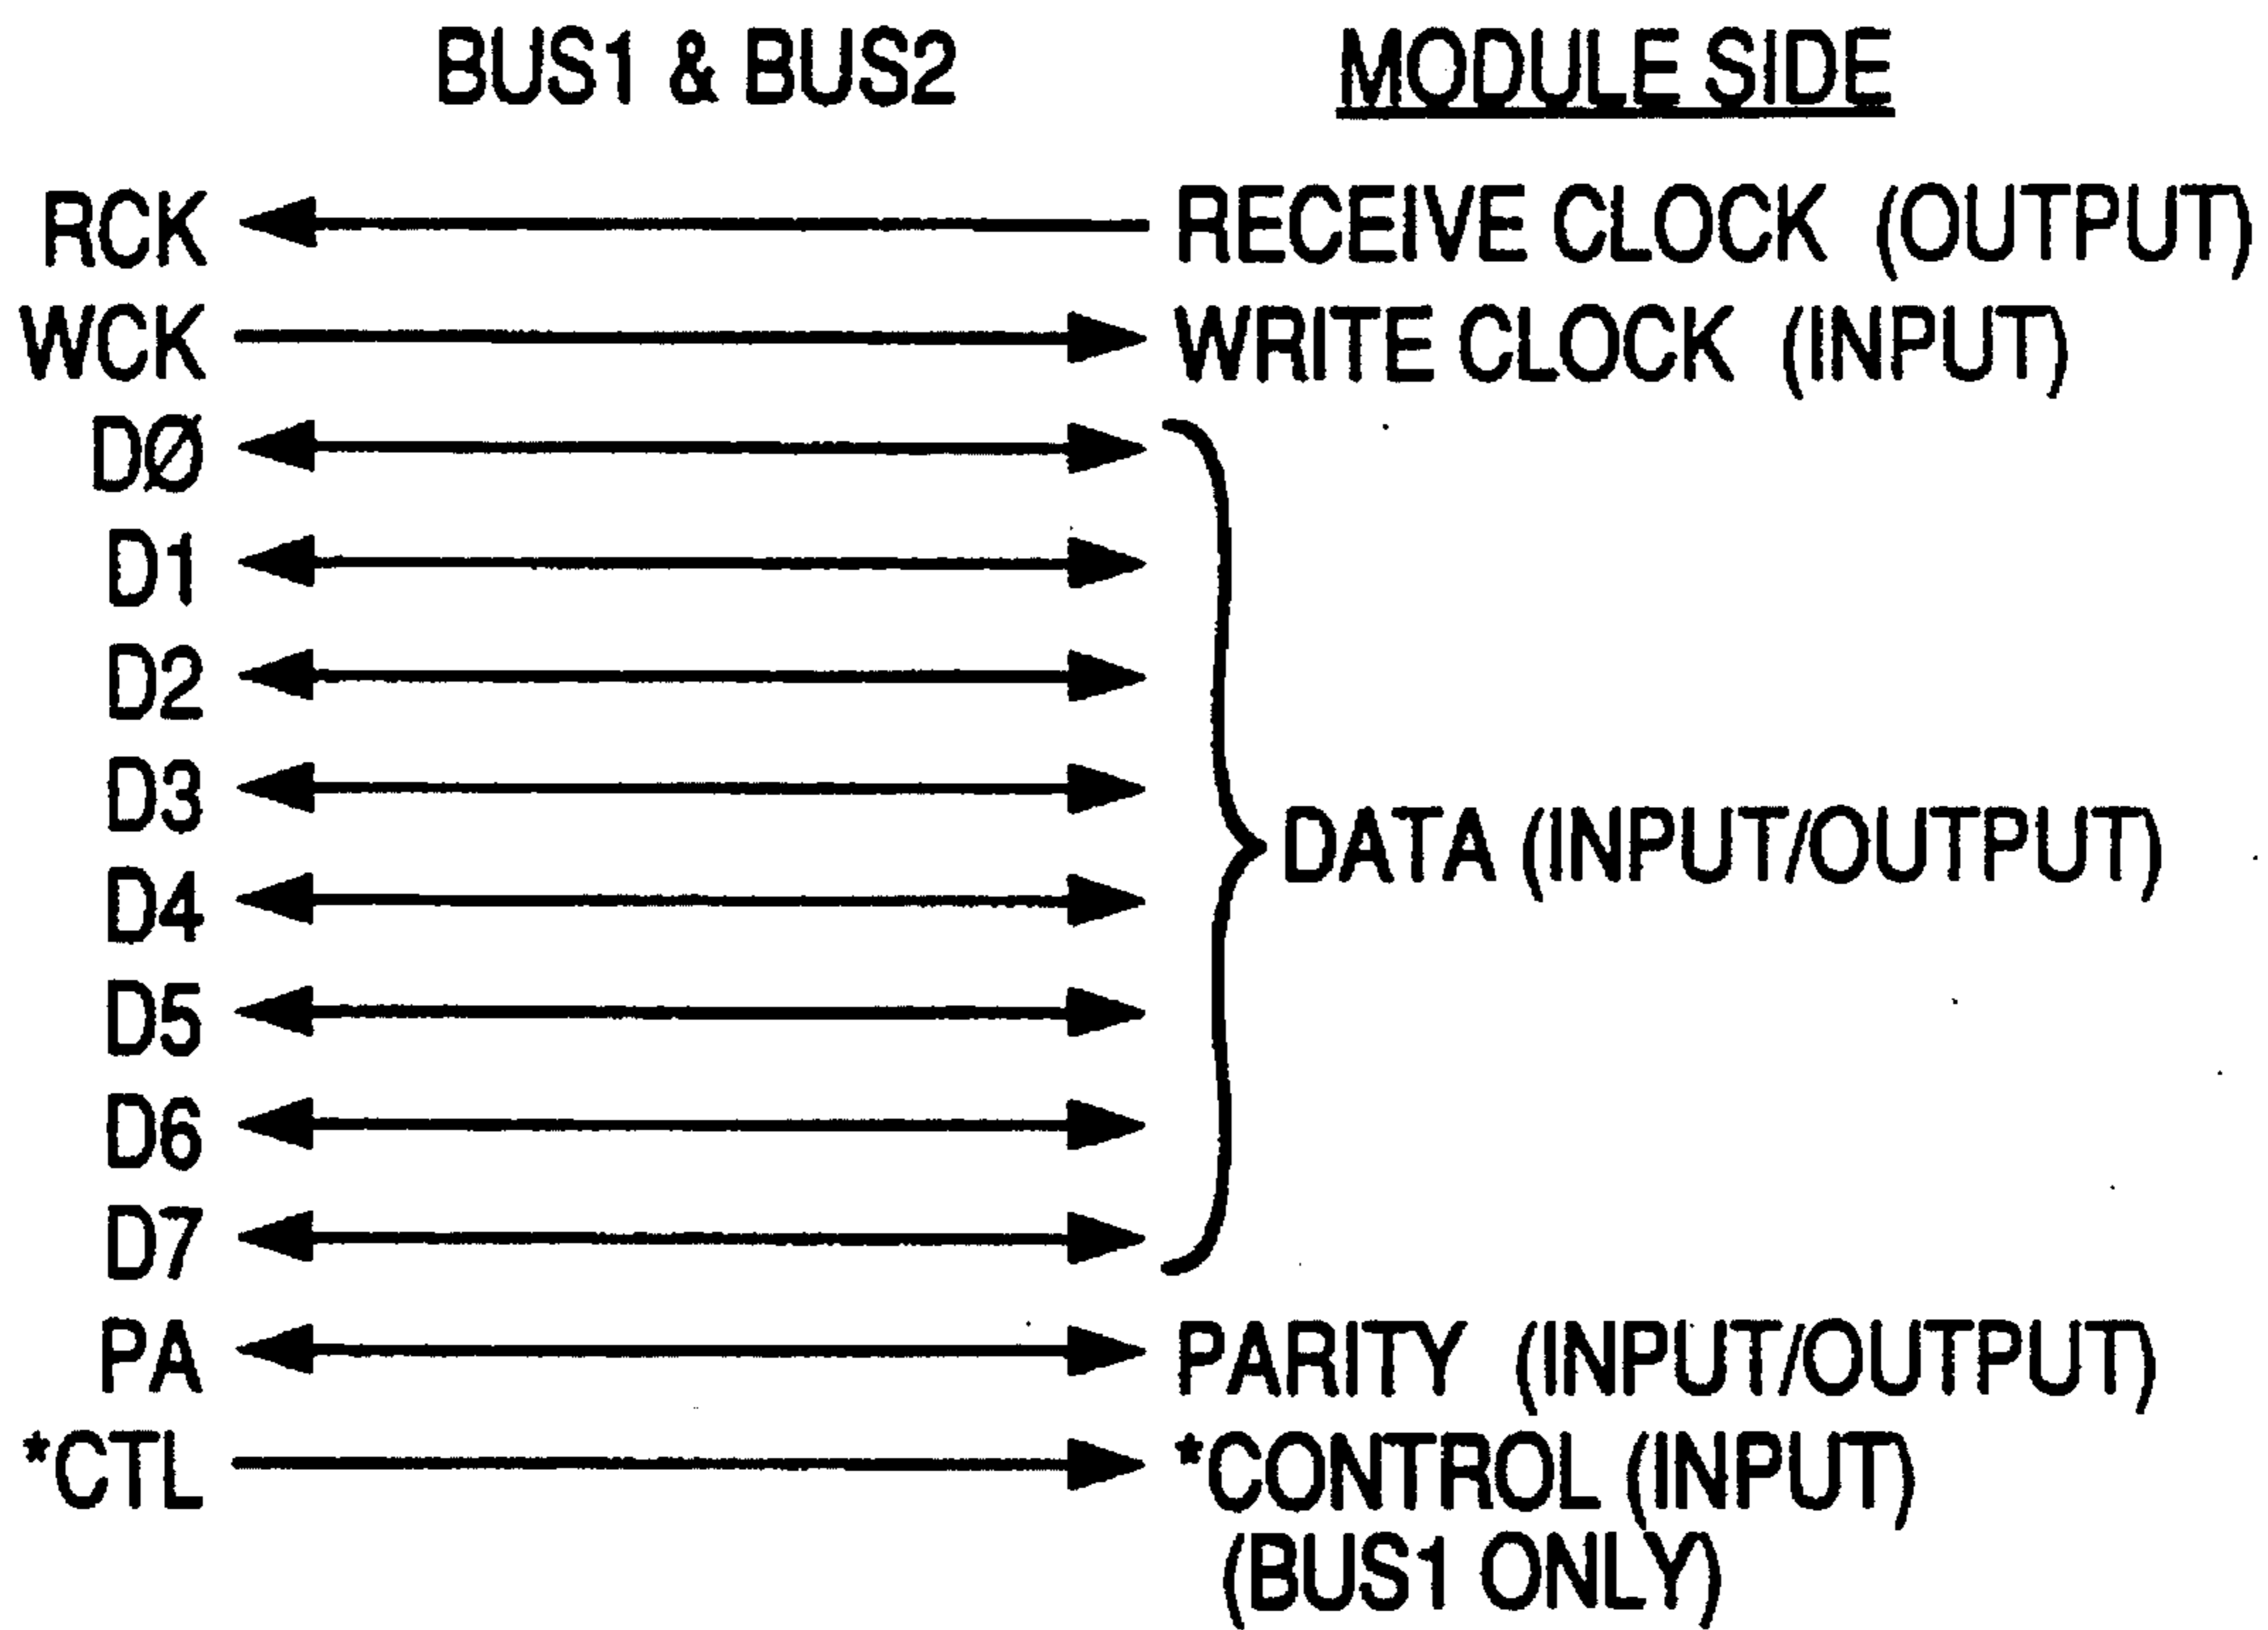 BUS1 & BUS2 MODULE SIDE
RCK RECEIVE CLOCK (OUTPUT)
WCK WRITE CLOCK (INPUT)
DØ
D1
D2
D3
DATA (INPUT/OUTPUT)
D4
D5
D6
D7
PA PARITY (INPUT/OUTPUT)
*CTL *CONTROL (INPUT)
(BUS1 ONLY)